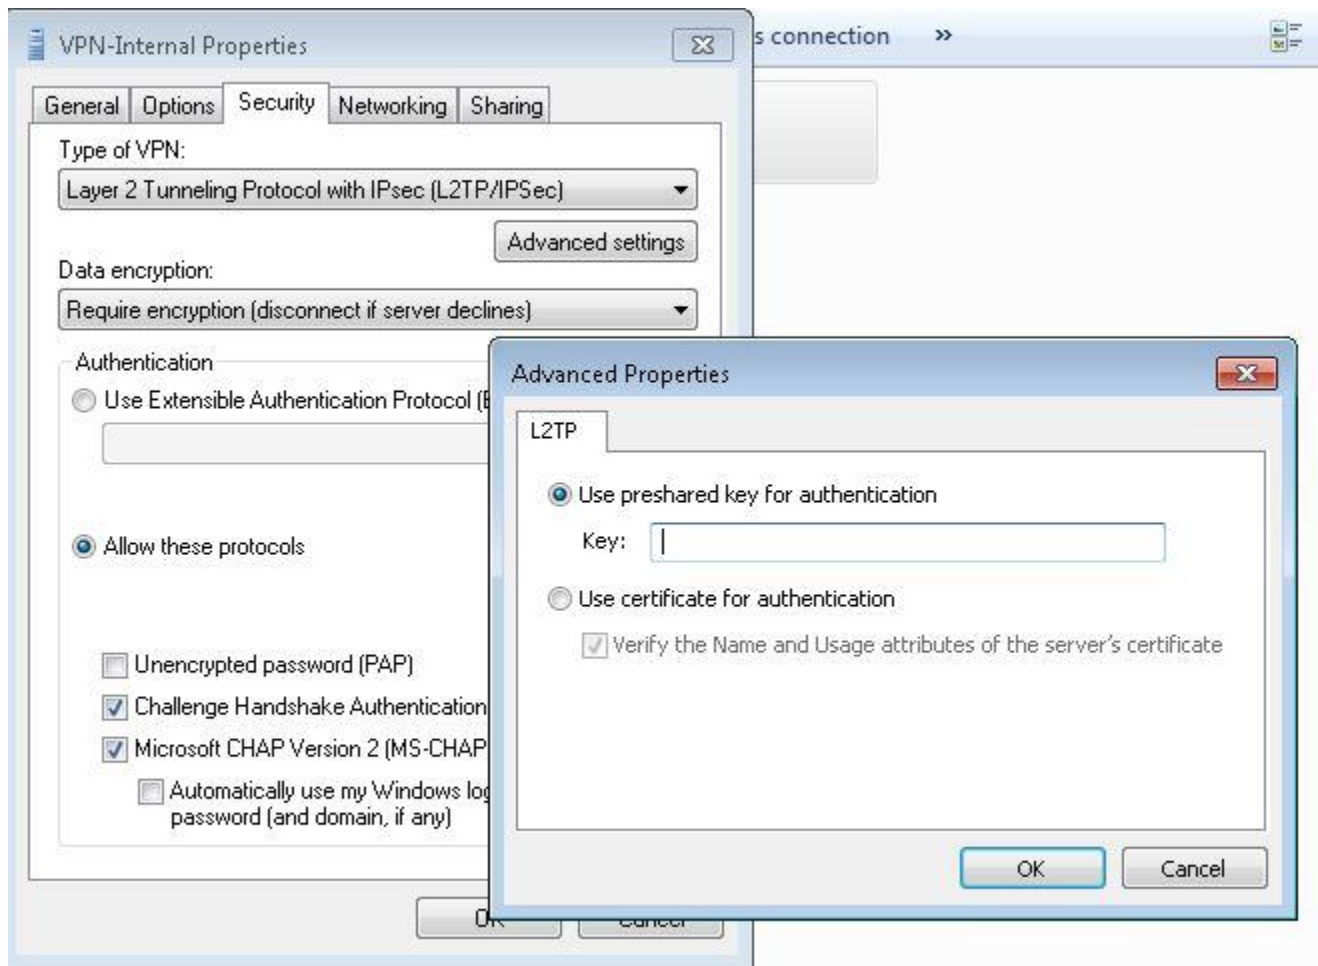 VPN-Internal Properties
s connection »
General Options Security Networking Sharing
Type of VPN:
Layer 2 Tunneling Protocol with IPsec (L2TP/IPSec)
Advanced settings
Data encryption:
Require encryption (disconnect if server declines)
Authentication
Use Extensible Authentication Protocol (E
Allow these protocols
Unencrypted password (PAP)
Challenge Handshake Authentication
Microsoft CHAP Version 2 (MS-CHAP
Automatically use my Windows log
password (and domain, if any)
OK Cancel
Advanced Properties
L2TP
Use preshared key for authentication
Key:
Use certificate for authentication
Verify the Name and Usage attributes of the server's certificate
OK Cancel